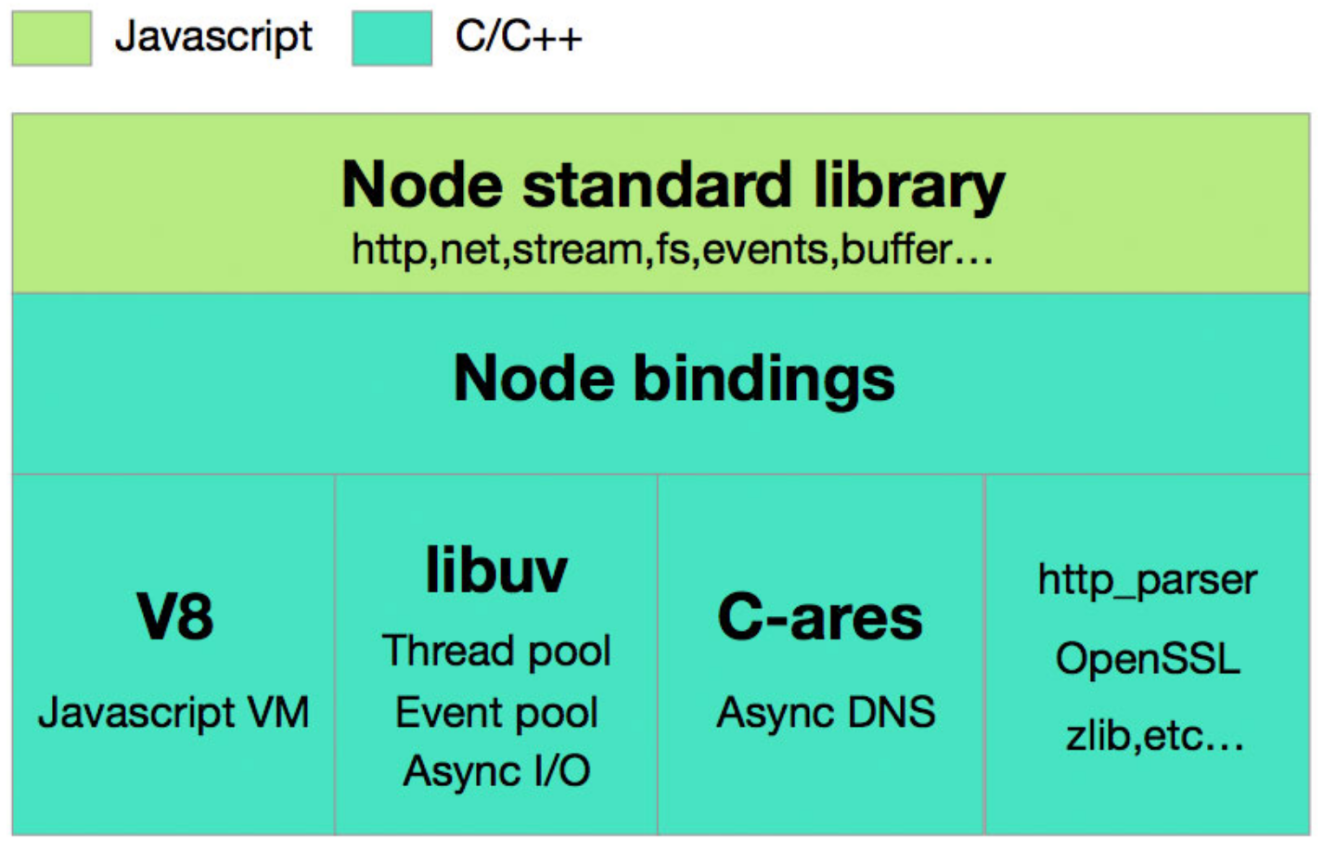 Javascript
C/C++
Node standard library
http,net,stream,fs,events,buffer…
Node bindings
V8
Javascript VM
libuv
Thread pool
Event pool
Async I/O
C-ares
Async DNS
http_parser
OpenSSL
zlib,etc…